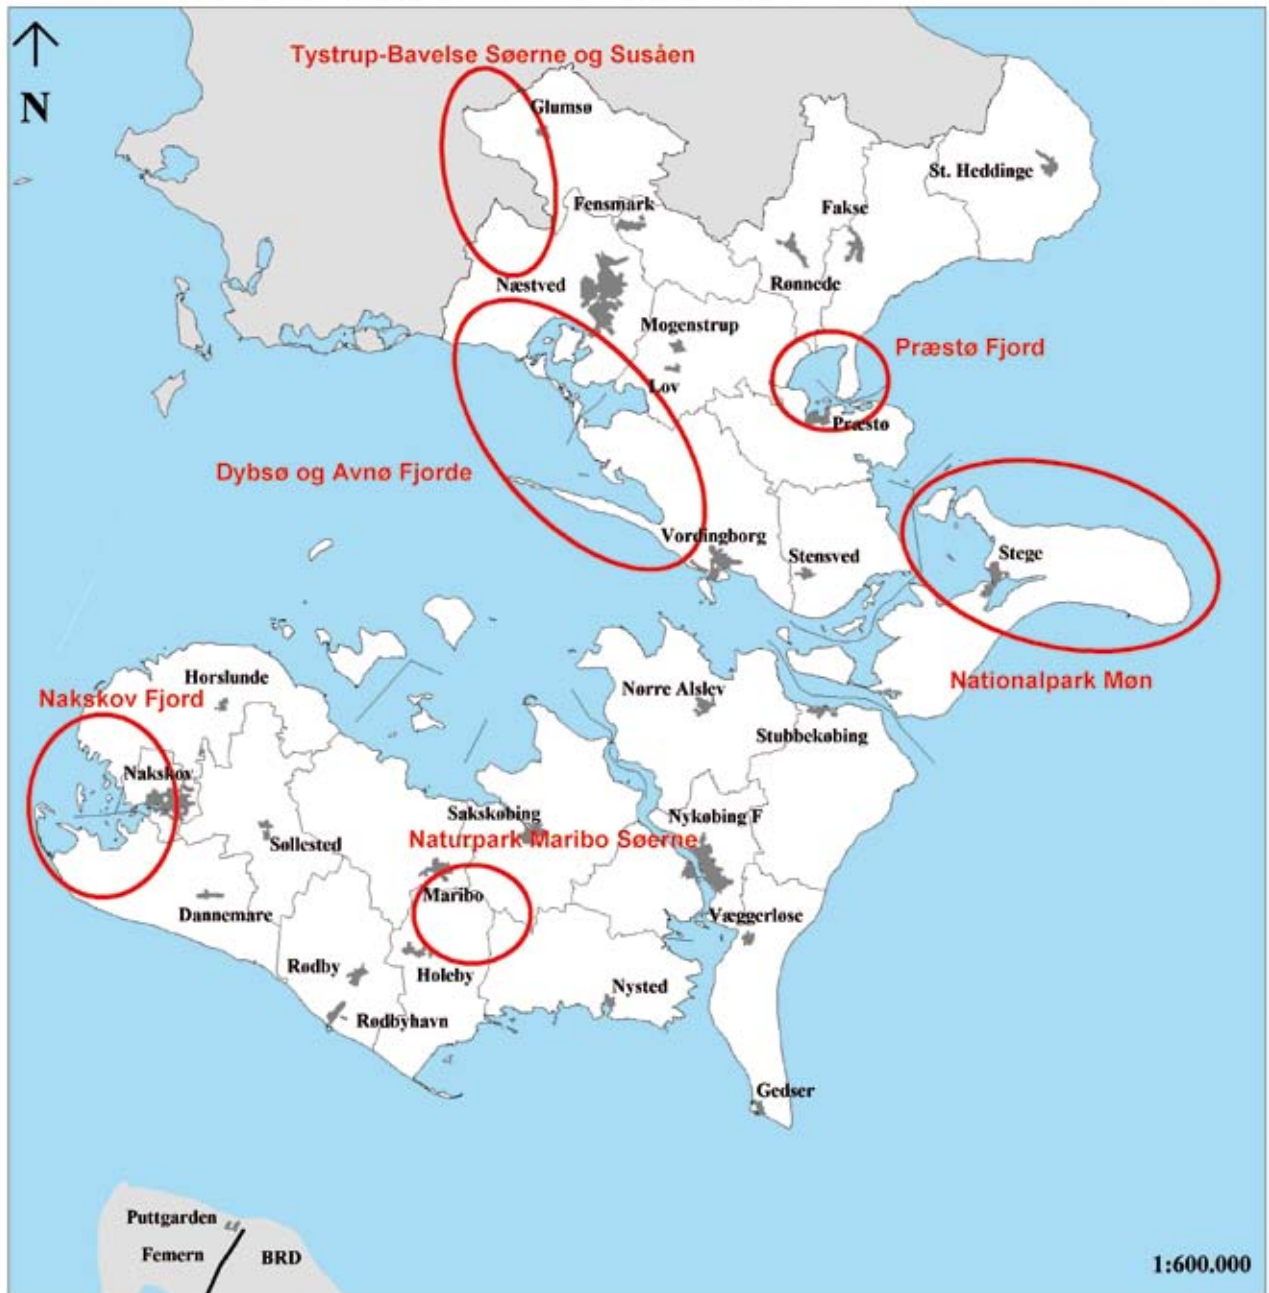 Tystrup-Bavelse Søerne og Susåen
N
Glumsø
St. Heddinge
Fensmark
Fakse
Næstved
Rønnede
Mogenstrup
Præstø Fjord
Lov
Præstø
Dybsø og Avnø Fjorde
Vordingborg
Stensved
Stege
Nationalpark Møn
Horslunde
Nakskov Fjord
Nørre Alslev
Stubbekøbing
Nakskov
Sakskøbing
Nykøbing F
Søllested
Naturpark Maribo Søerne
Maribo
Dannemare
Væggerløse
Rødby
Holeby
Nysted
Rødbyhavn
Gedser
Puttgarden
Femern
BRD
1:600.000